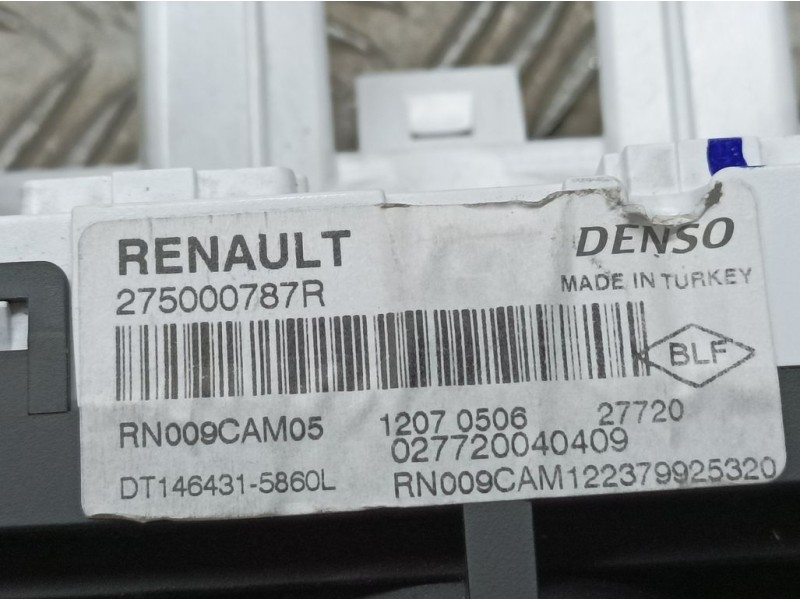 RENAULT
DENSO
275000787R
MADE IN TURKEY
BLF
RN009CAM05 1207 0506 27720
027720040409
DT146431-5860L RN009CAM122379925320